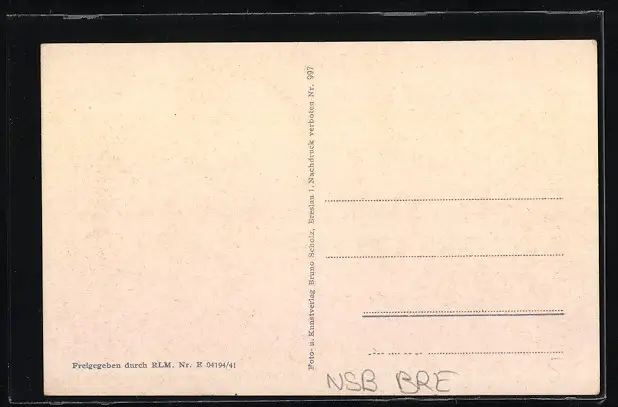 Foto- u. Kunstverlag Bruno Scholz, Breslau 1. Nachdruck verboten Nr. 997
Freigegeben durch RLM. Nr. E 04194/41
NSB BRE